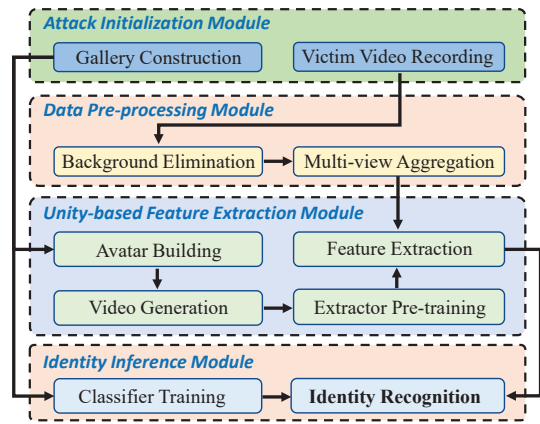 Attack Initialization Module
Gallery Construction
Victim Video Recording
Data Pre-processing Module
Background Elimination
Multi-view Aggregation
Unity-based Feature Extraction Module
Avatar Building
Feature Extraction
Video Generation
Extractor Pre-training
Identity Inference Module
Classifier Training
Identity Recognition